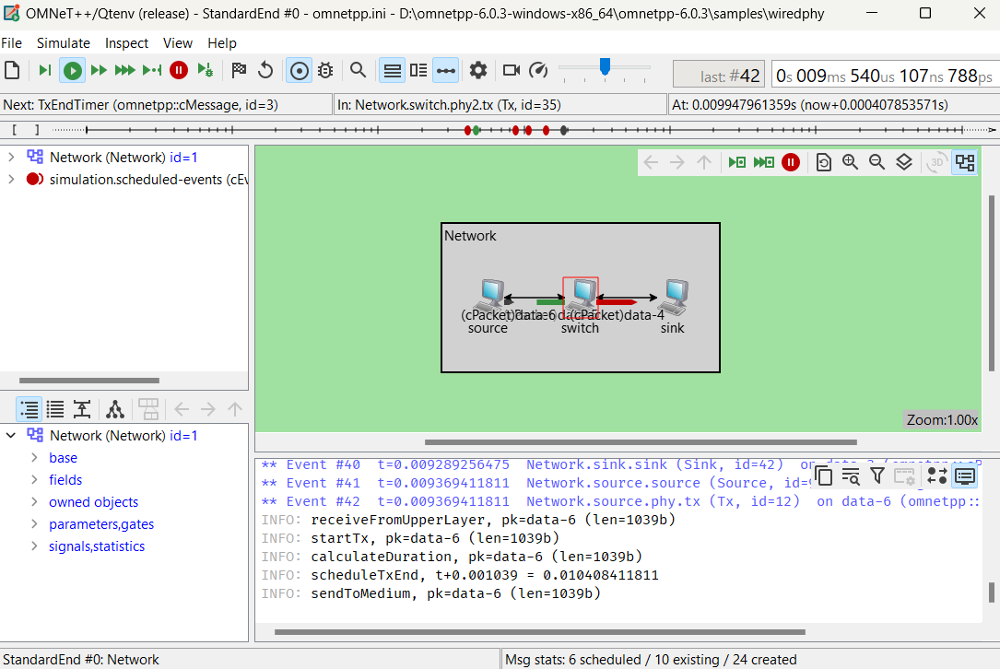 OMNeT++/Qtenv (release) - StandardEnd #0 - omnetpp.ini - D:\omnetpp-6.0.3-windows-x86_64\omnetpp-6.0.3\samples\wiredphy
File Simulate Inspect View Help
last: #42 0s 009ms 540us 107ns 788ps
Next: TxEndTimer (omnetpp::cMessage, id=3) In: Network.switch.phy2.tx (Tx, id=35) At: 0.009947961359s (now+0.000407853571s)
[ ]
Network (Network) id=1
simulation.scheduled-events (cEv
3D
Network
(cPacket)data-6 (cPacket)data-4
source switch sink
Zoom:1.00x
Network (Network) id=1
base
fields
owned objects
parameters,gates
signals,statistics
** Event #40 t=0.009289256475 Network.sink.sink (Sink, id=42)
** Event #41 t=0.009369411811 Network.source.source (Source,
** Event #42 t=0.009369411811 Network.source.phy.tx (Tx, id=12) on data-6 (omnetpp::
INFO: receiveFromUpperLayer, pk=data-6 (len=1039b)
INFO: startTx, pk=data-6 (len=1039b)
INFO: calculateDuration, pk=data-6 (len=1039b)
INFO: scheduleTxEnd, t+0.001039 = 0.010408411811
INFO: sendToMedium, pk=data-6 (len=1039b)
StandardEnd #0: Network Msg stats: 6 scheduled / 10 existing / 24 created